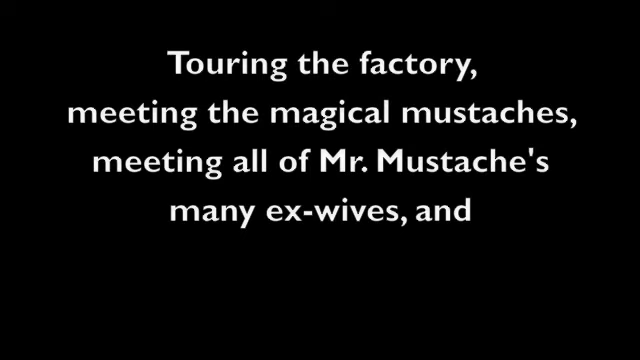 Touring the factory,
meeting the magical mustaches,
meeting all of Mr. Mustache's
many ex-wives, and